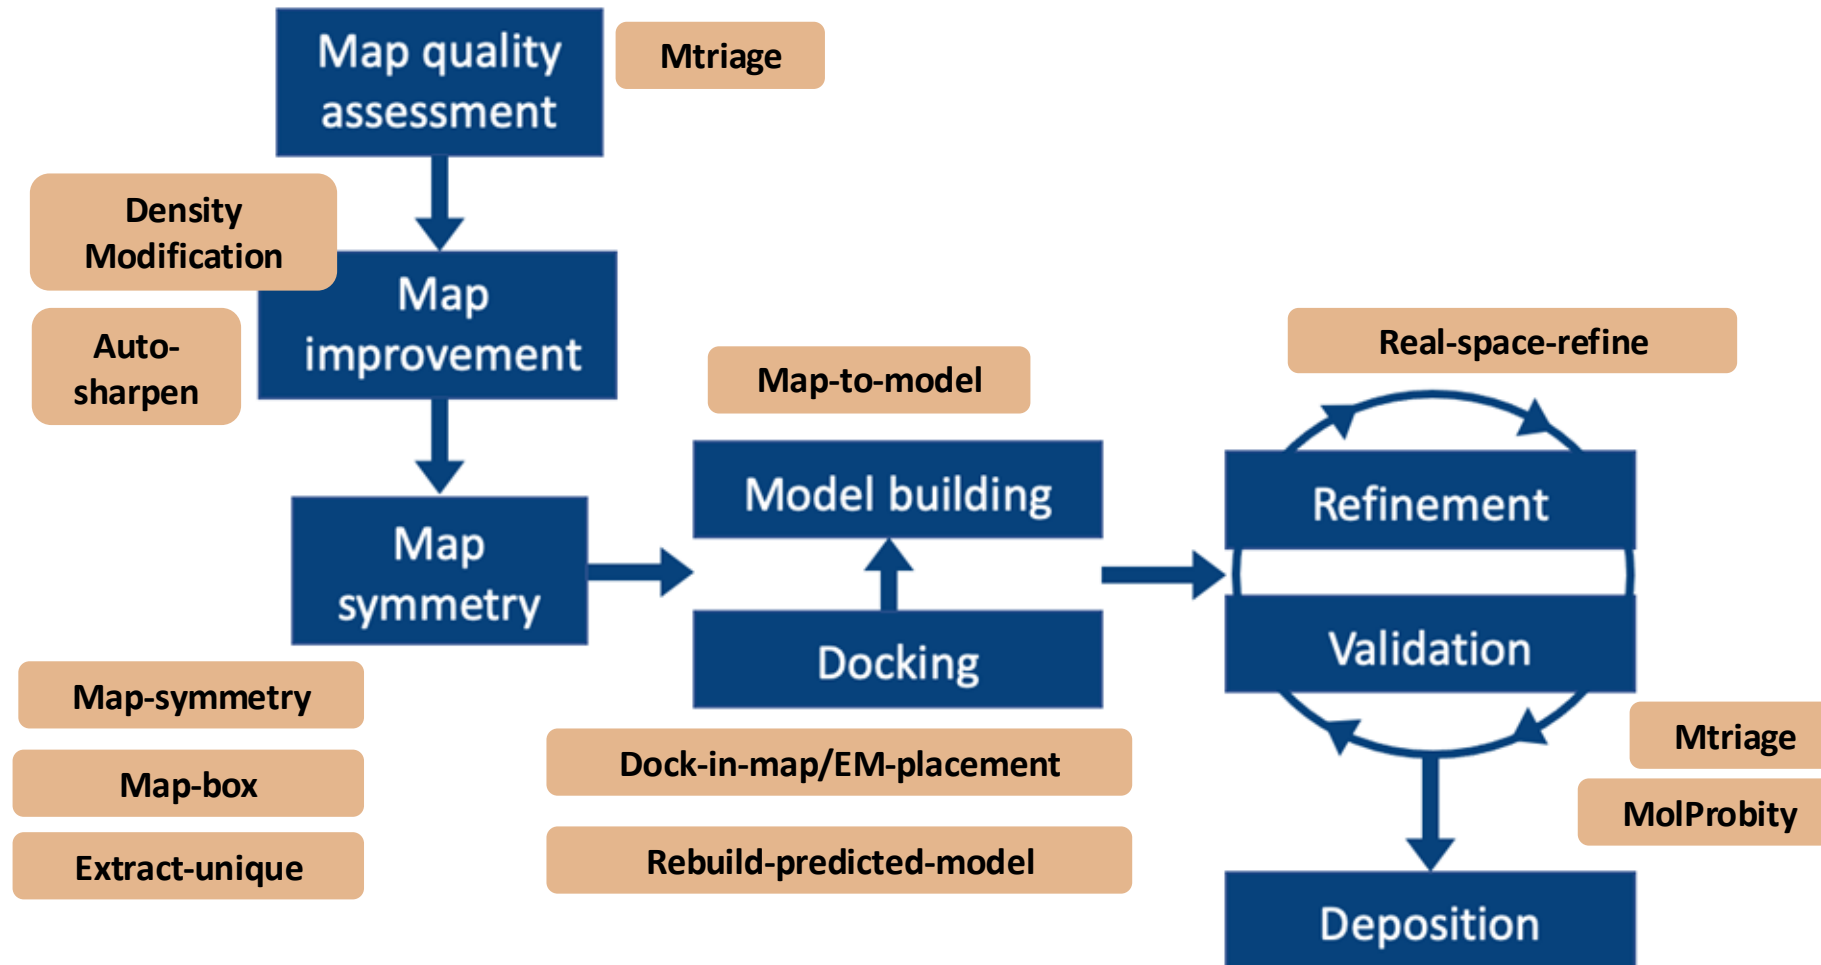 Map quality
assessment
Mtriage
Density
Modification
Map
improvement
Auto-
sharpen
Map
symmetry
Map-symmetry
Map-box
Extract-unique
Map-to-model
Model building
Docking
Dock-in-map/EM-placement
Rebuild-predicted-model
Real-space-refine
Refinement
Validation
Mtriage
MolProbity
Deposition